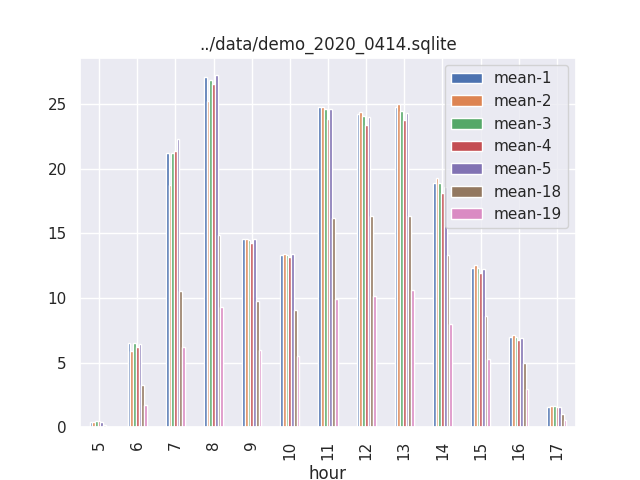 ../data/demo_2020_0414.sqlite
mean-1
mean-2
mean-3
mean-4
mean-5
mean-18
mean-19
25
20
15
10
5
0
5 6 7 8 9 10 11 12 13 14 15 16 17
hour